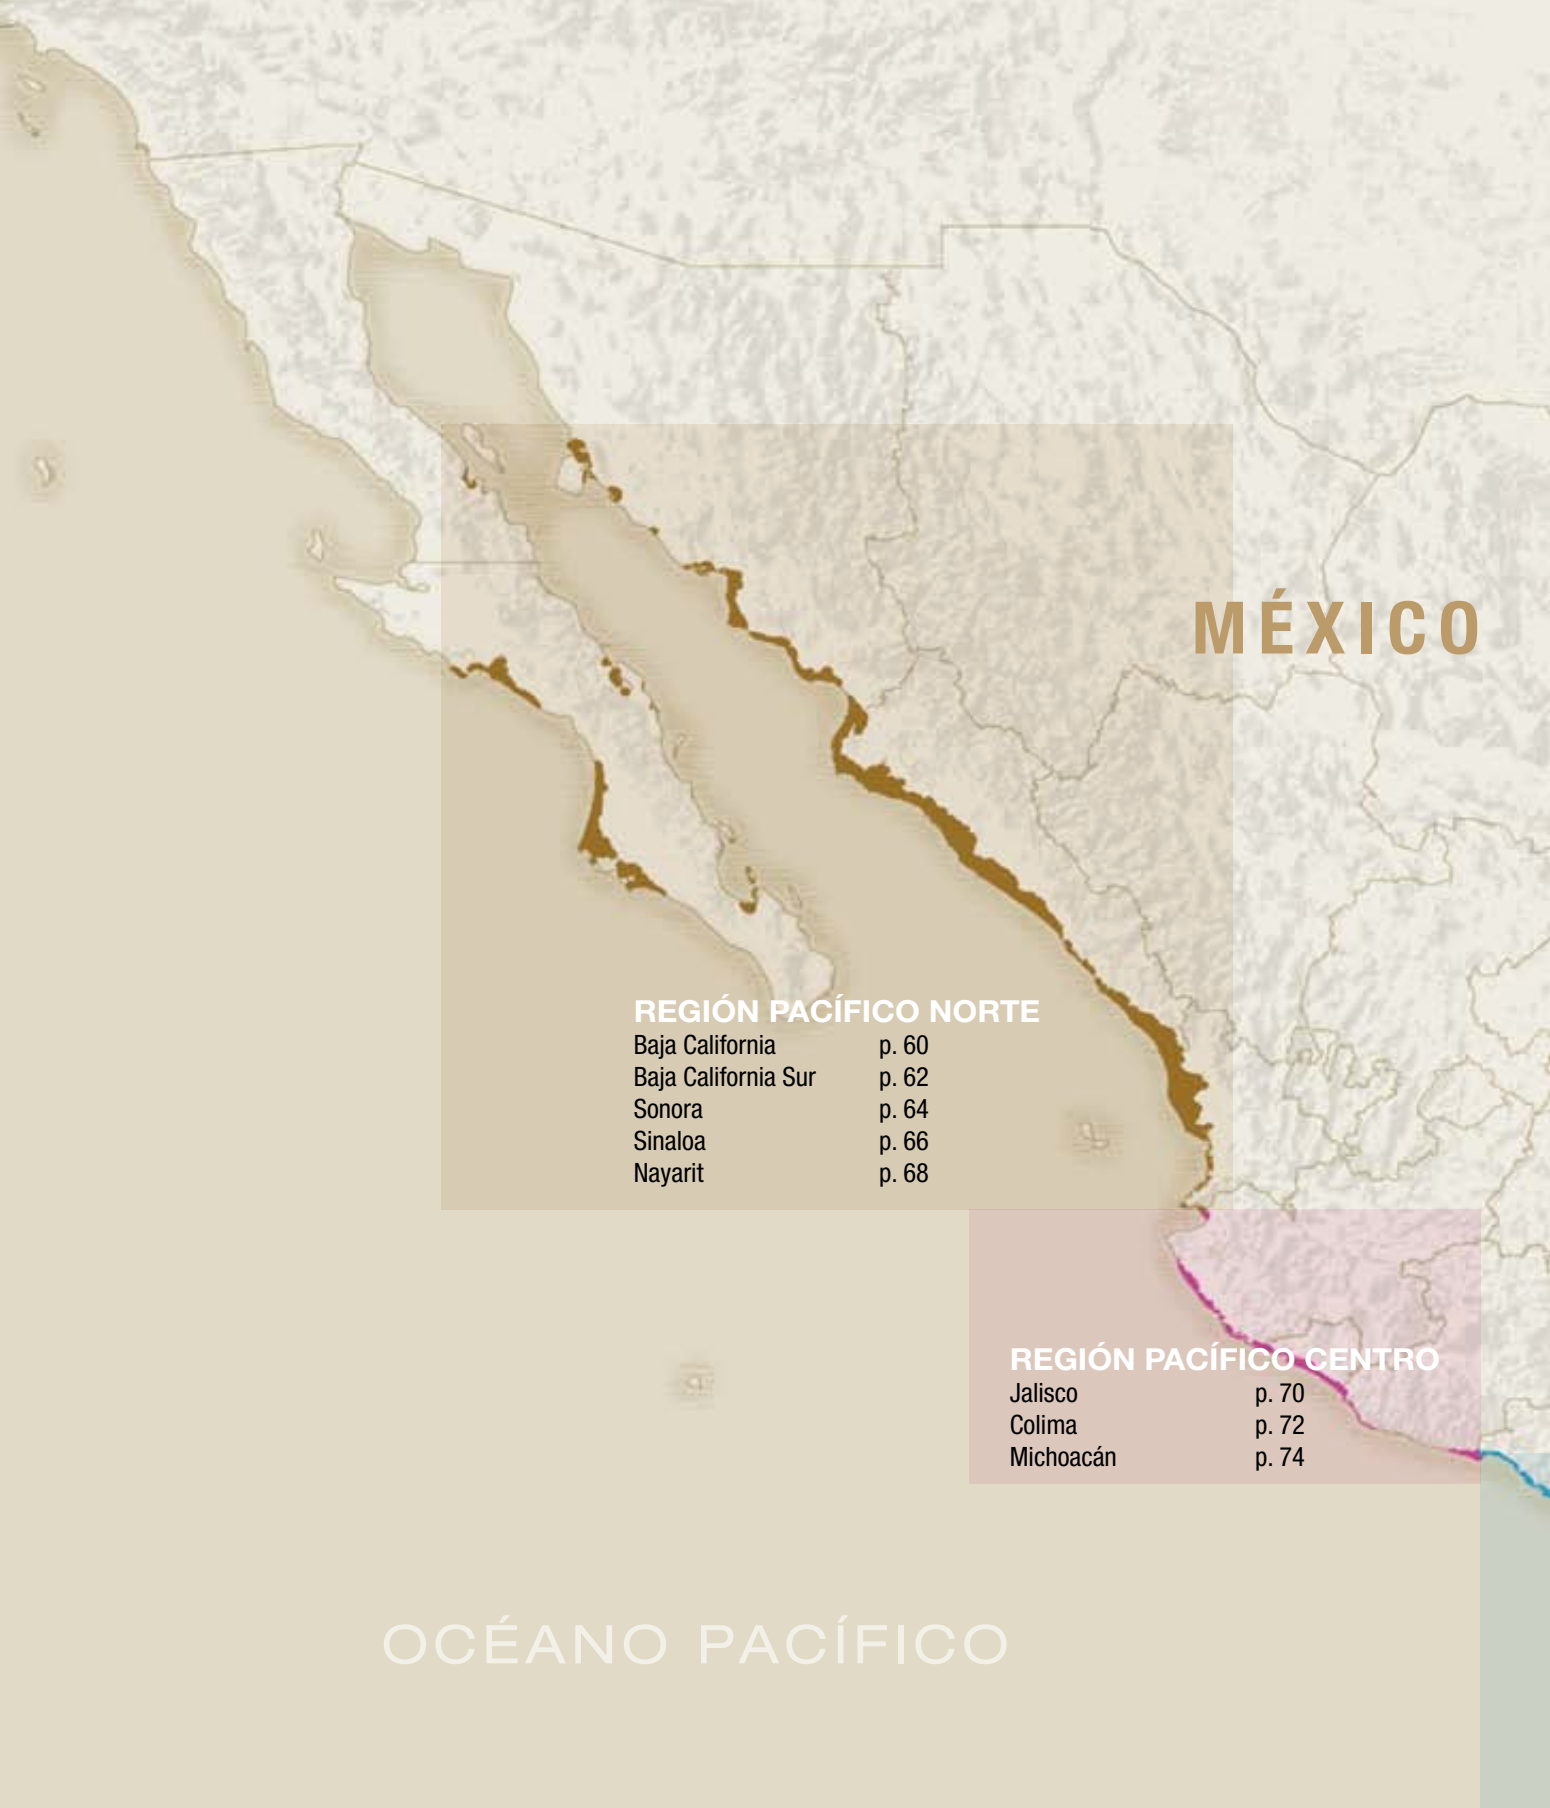 MÉXICO
REGIÓN PACÍFICO NORTE
Baja California p. 60
Baja California Sur p. 62
Sonora p. 64
Sinaloa p. 66
Nayarit p. 68
REGIÓN PACÍFICO CENTRO
Jalisco p. 70
Colima p. 72
Michoacán p. 74
OCÉANO PACÍFICO